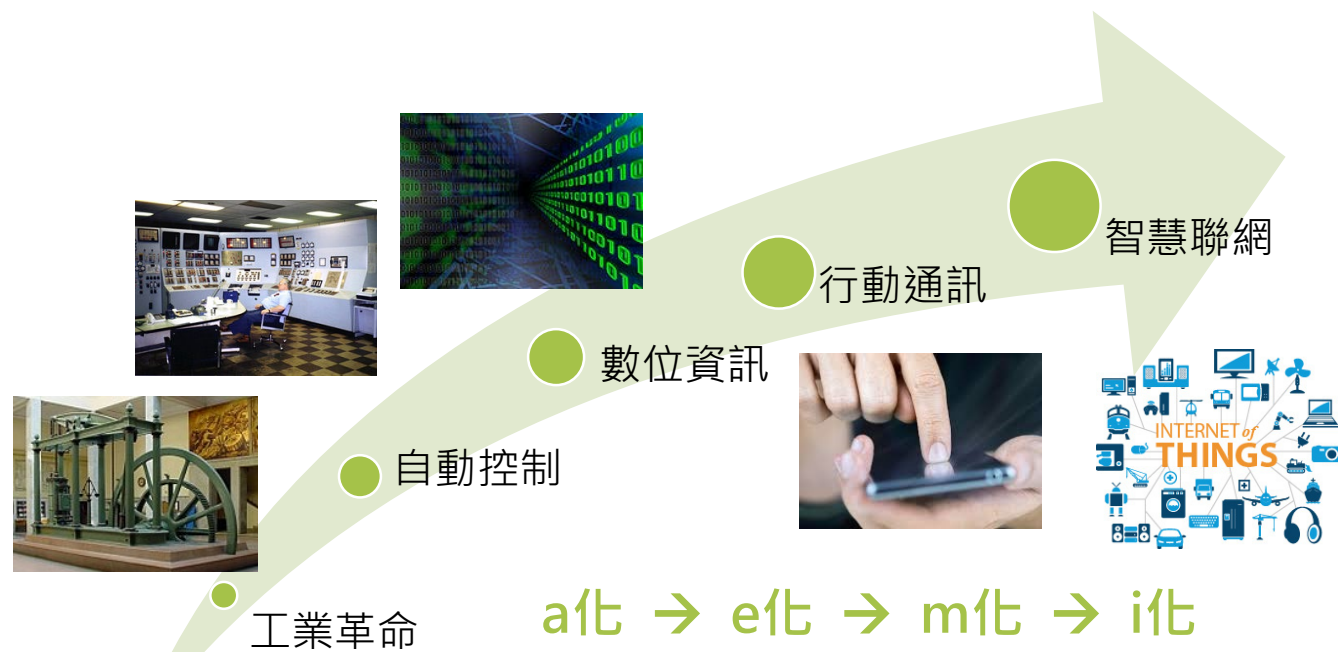 智慧聯網
行動通訊
數位資訊
自動控制
工業革命
INTERNET of
THINGS
a化 → e化 → m化 → i化